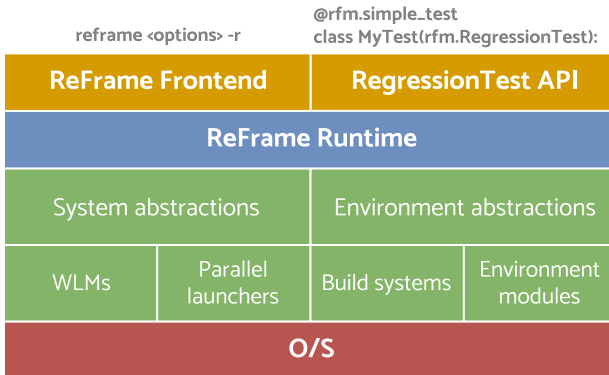 reframe <options> -r
@rfm.simple_test
class MyTest(rfm.RegressionTest):
ReFrame Frontend
RegressionTest API
ReFrame Runtime
System abstractions
Environment abstractions
WLMs
Parallel
launchers
Build systems
Environment
modules
O/S